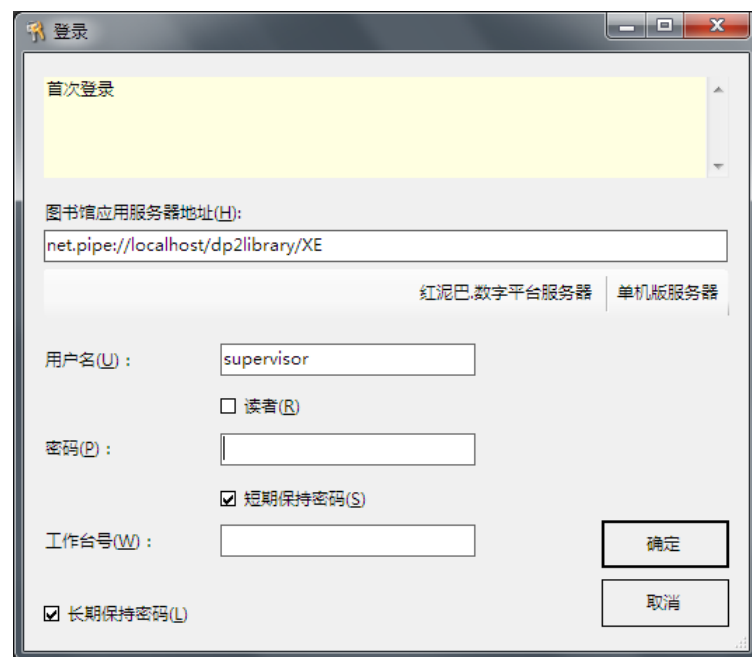 登录
首次登录
图书馆应用服务器地址(H):
net.pipe://localhost/dp2library/XE
红泥巴.数字平台服务器 单机版服务器
用户名(U)： supervisor
读者(R)
密码(P)：
短期保持密码(S)
工作台号(W)： 确定
长期保持密码(L) 取消